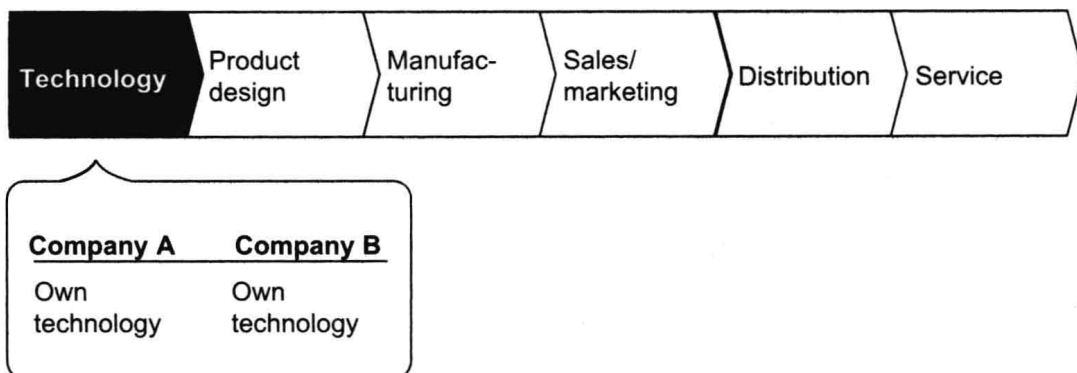 Technology
Product
design
Manufac-
turing
Sales/
marketing
Distribution
Service
Company A Company B
Own Own
technology technology